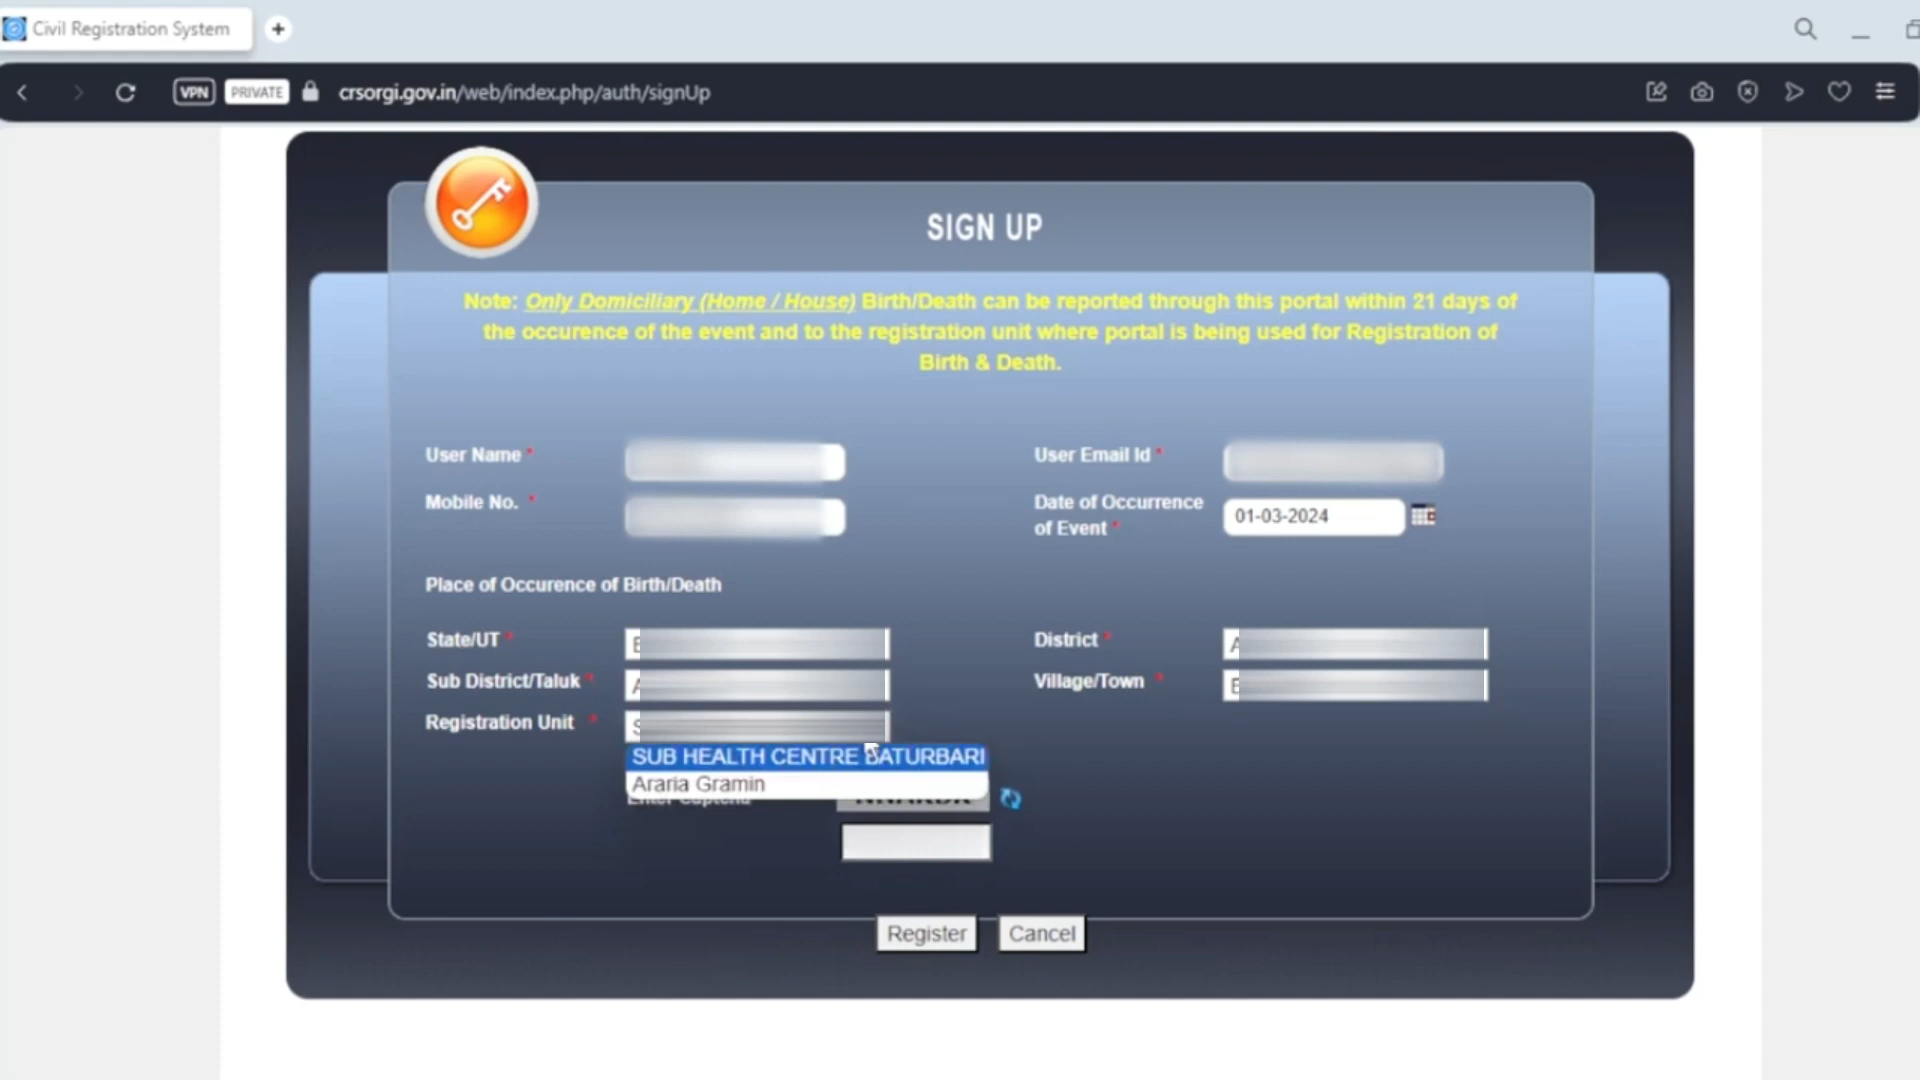 Civil Registration System
VPN PRIVATE crsorgi.gov.in/web/index.php/auth/signUp
SIGN UP
Note: Only Domiciliary (Home / House) Birth/Death can be reported through this portal within 21 days of
the occurence of the event and to the registration unit where portal is being used for Registration of
Birth & Death.
User Name *
User Email Id *
Mobile No. *
Date of Occurrence
of Event *
01-03-2024
Place of Occurence of Birth/Death
State/UT *
District *
Sub District/Taluk *
Village/Town *
Registration Unit *
SUB HEALTH CENTRE BATURBARI
Araria Gramin
Enter Captcha
Register
Cancel